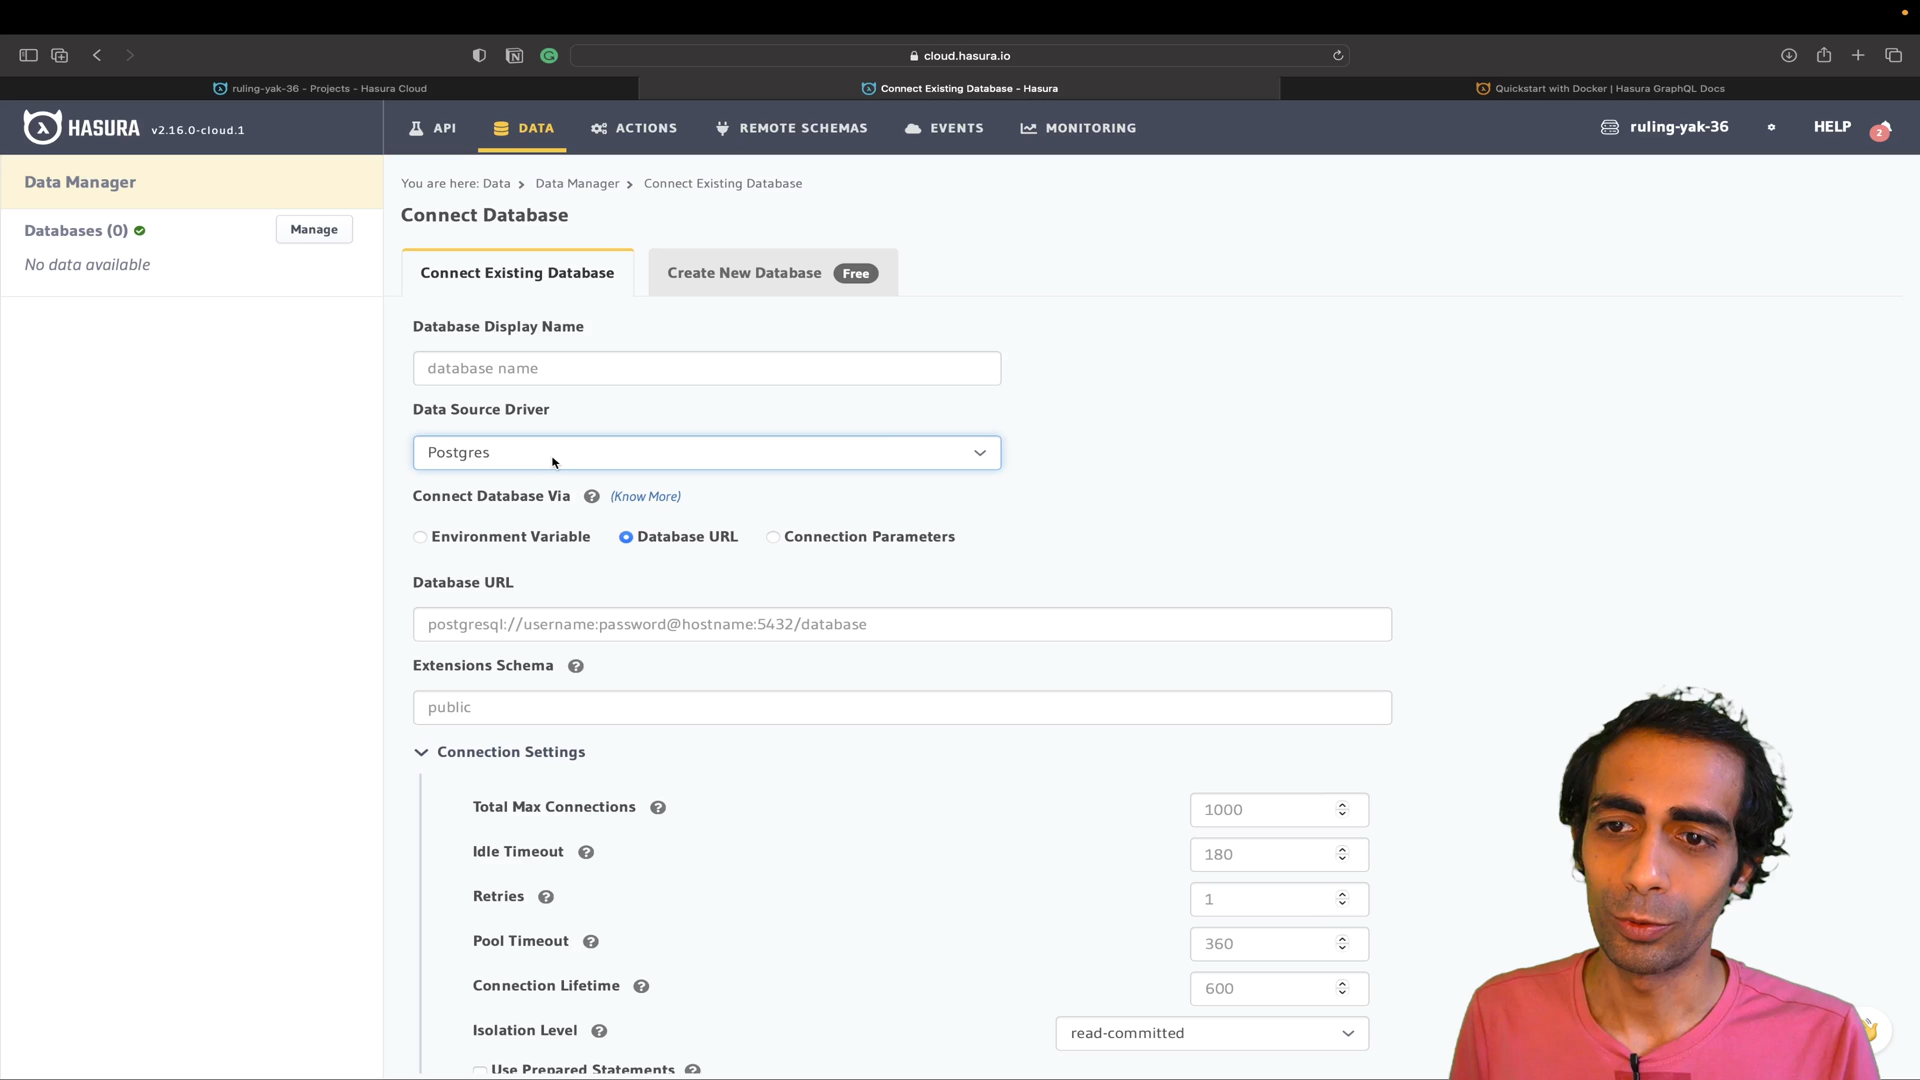 cloud.hasura.io
ruling-yak-36 - Projects - Hasura Cloud
Connect Existing Database - Hasura
Quickstart with Docker | Hasura GraphQL Docs
HASURA v2.16.0-cloud.1
API
DATA
ACTIONS
REMOTE SCHEMAS
EVENTS
MONITORING
ruling-yak-36
HELP
2
Data Manager
Databases (0)
Manage
No data available
You are here: Data > Data Manager > Connect Existing Database
Connect Database
Connect Existing Database
Create New Database Free
Database Display Name
database name
Data Source Driver
Postgres
Connect Database Via ? (Know More)
Environment Variable Database URL Connection Parameters
Database URL
postgresql://username:password@hostname:5432/database
Extensions Schema ?
public
Connection Settings
Total Max Connections ? 1000
Idle Timeout ? 180
Retries ? 1
Pool Timeout ? 360
Connection Lifetime ? 600
Isolation Level ? read-committed
Use Prepared Statements ?